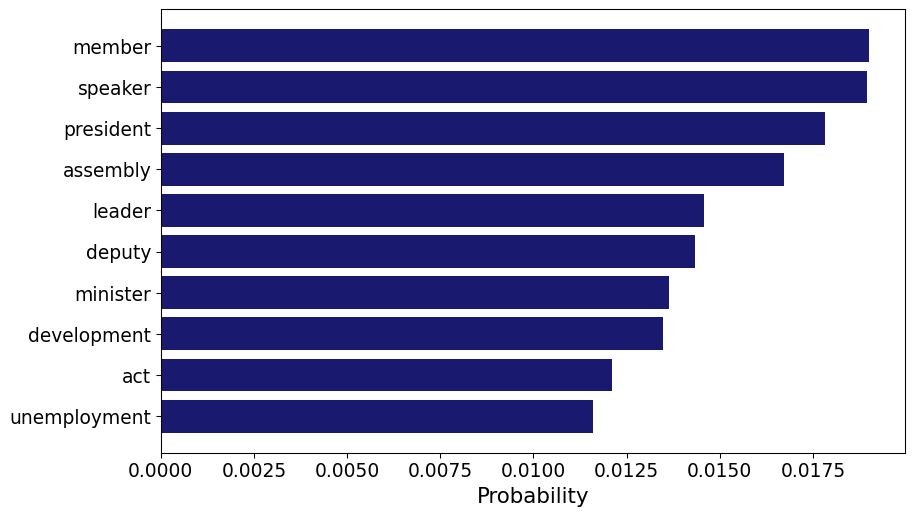 member
speaker
president
assembly
leader
deputy
minister
development
act
unemployment
0.0000 0.0025 0.0050 0.0075 0.0100 0.0125 0.0150 0.0175
Probability